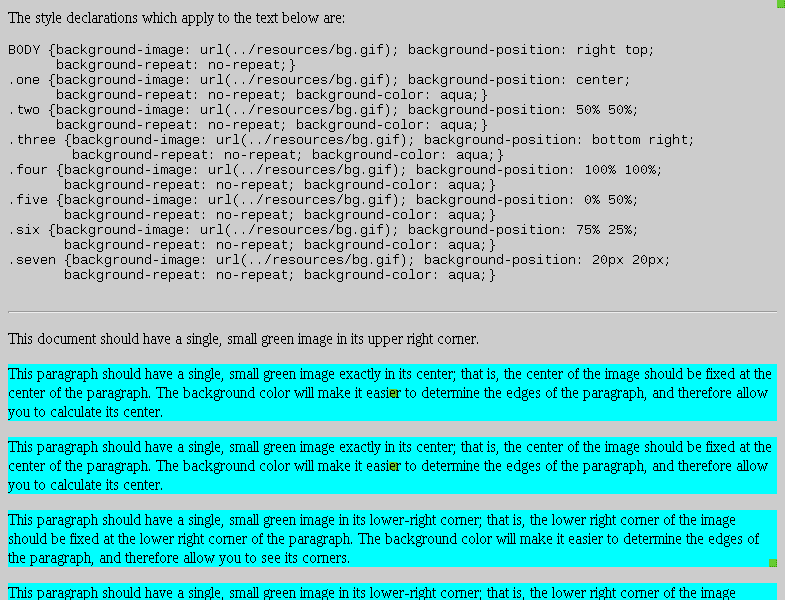 The style declarations which apply to the text below are:
BODY {background-image: url(../resources/bg.gif); background-position: right top;
background-repeat: no-repeat;}
.one {background-image: url(../resources/bg.gif); background-position: center;
background-repeat: no-repeat; background-color: aqua;}
.two {background-image: url(../resources/bg.gif); background-position: 50% 50%;
background-repeat: no-repeat; background-color: aqua;}
.three {background-image: url(../resources/bg.gif); background-position: bottom right;
background-repeat: no-repeat; background-color: aqua;}
.four {background-image: url(../resources/bg.gif); background-position: 100% 100%;
background-repeat: no-repeat; background-color: aqua;}
.five {background-image: url(../resources/bg.gif); background-position: 0% 50%;
background-repeat: no-repeat; background-color: aqua;}
.six {background-image: url(../resources/bg.gif); background-position: 75% 25%;
background-repeat: no-repeat; background-color: aqua;}
.seven {background-image: url(../resources/bg.gif); background-position: 20px 20px;
background-repeat: no-repeat; background-color: aqua;}
This document should have a single, small green image in its upper right corner.
This paragraph should have a single, small green image exactly in its center; that is, the center of the image should be fixed at the
center of the paragraph. The background color will make it easier to determine the edges of the paragraph, and therefore allow
you to calculate its center.
This paragraph should have a single, small green image exactly in its center; that is, the center of the image should be fixed at the
center of the paragraph. The background color will make it easier to determine the edges of the paragraph, and therefore allow
you to calculate its center.
This paragraph should have a single, small green image in its lower-right corner; that is, the lower right corner of the image
should be fixed at the lower right corner of the paragraph. The background color will make it easier to determine the edges of
the paragraph, and therefore allow you to see its corners.
This paragraph should have a single, small green image in its lower-right corner; that is, the lower right corner of the image